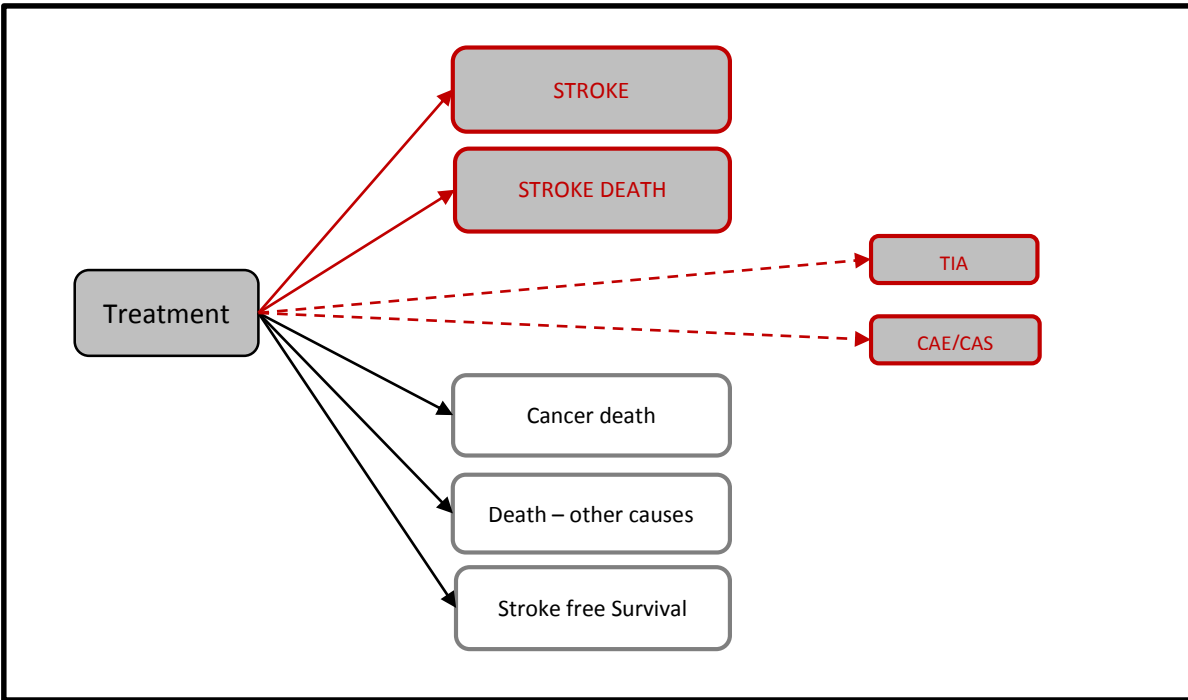 STROKE
STROKE DEATH
TIA
Treatment
CAE/CAS
Cancer death
Death – other causes
Stroke free Survival